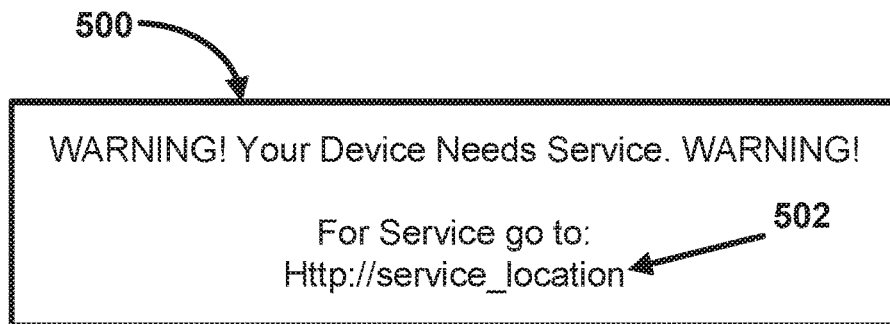 500
WARNING! Your Device Needs Service. WARNING!
For Service go to:
502
Http://service_location